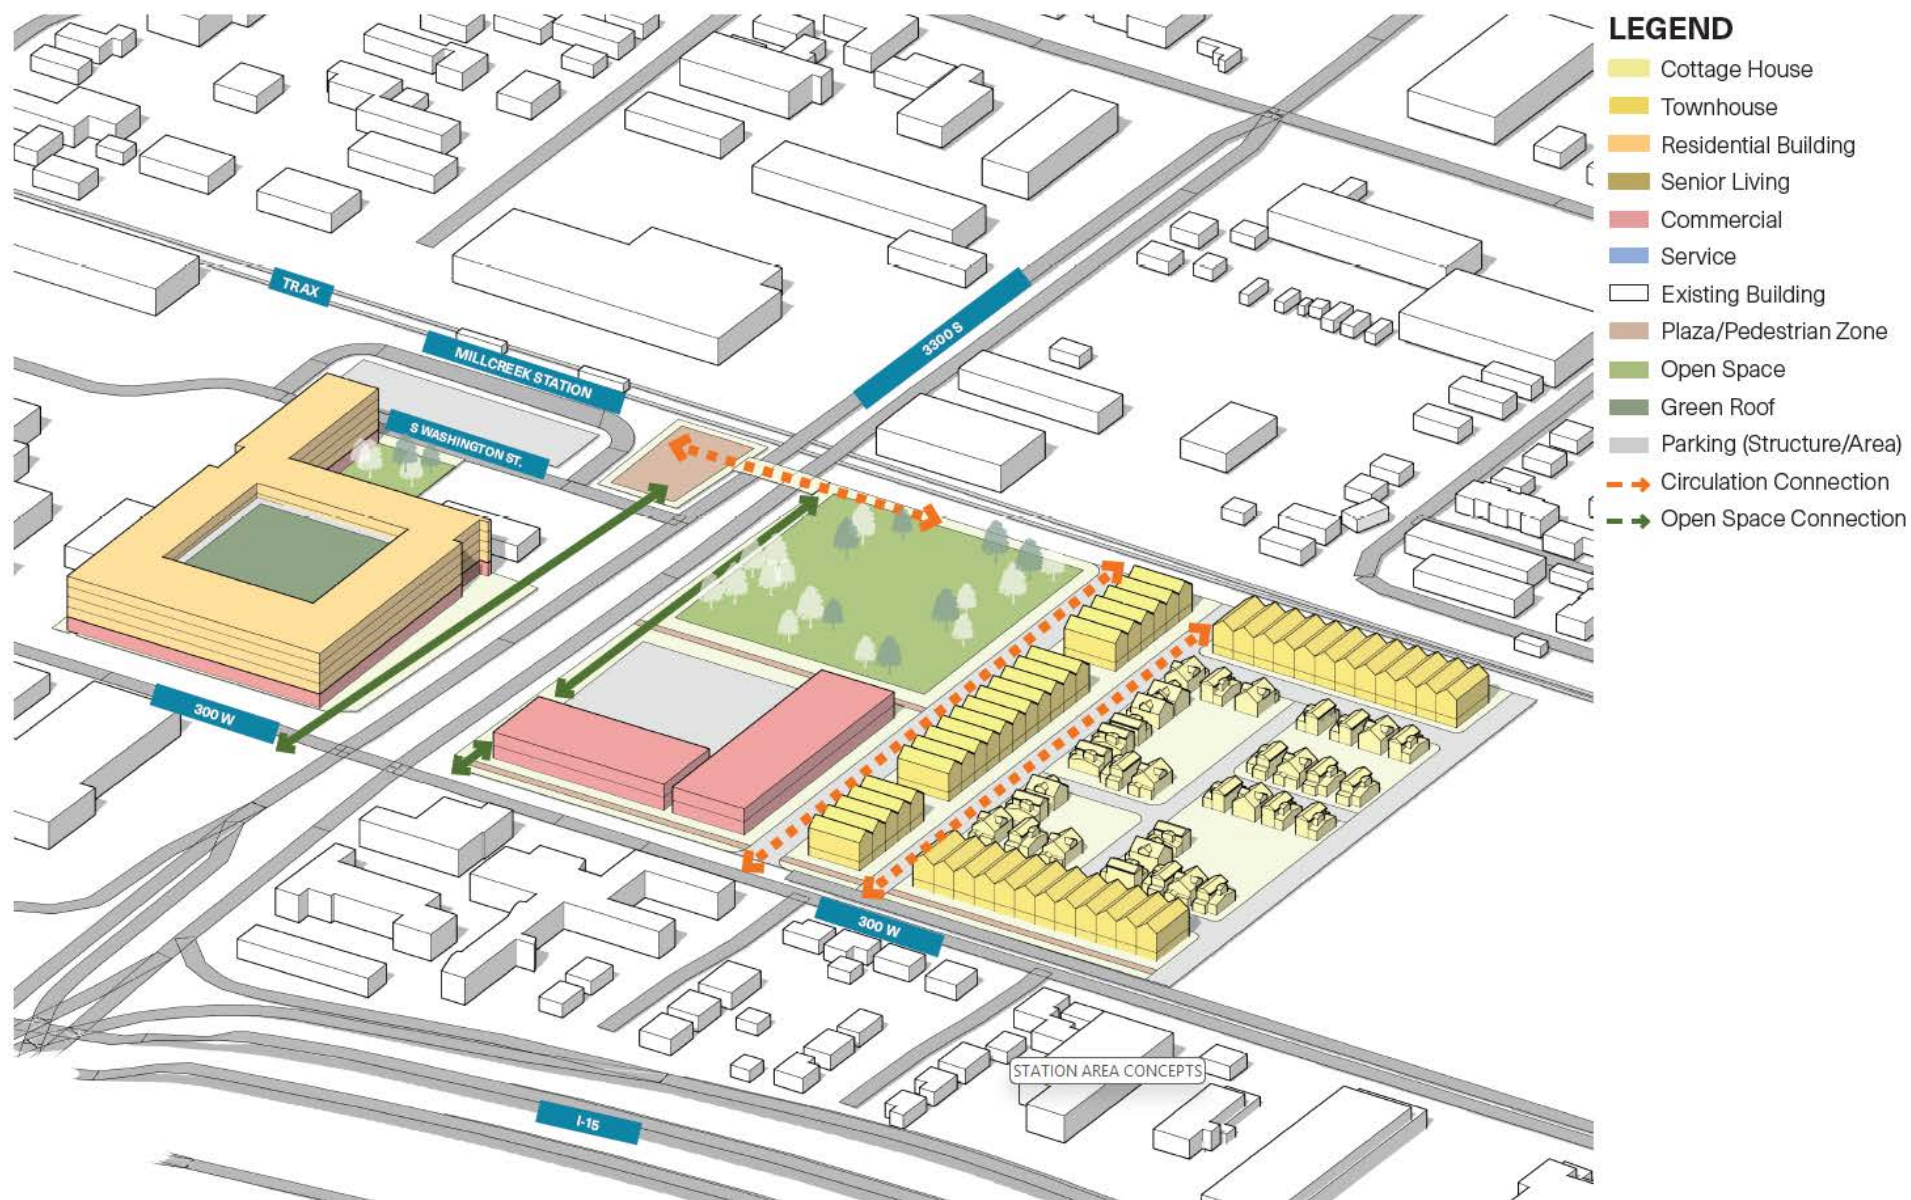 LEGEND
Cottage House
Townhouse
Residential Building
Senior Living
Commercial
Service
Existing Building
Plaza/Pedestrian Zone
Open Space
Green Roof
Parking (Structure/Area)
Circulation Connection
Open Space Connection
TRAX
MILLCREEK STATION
3300 S
S WASHINGTON ST.
300 W
300 W
STATION AREA CONCEPTS
I-15